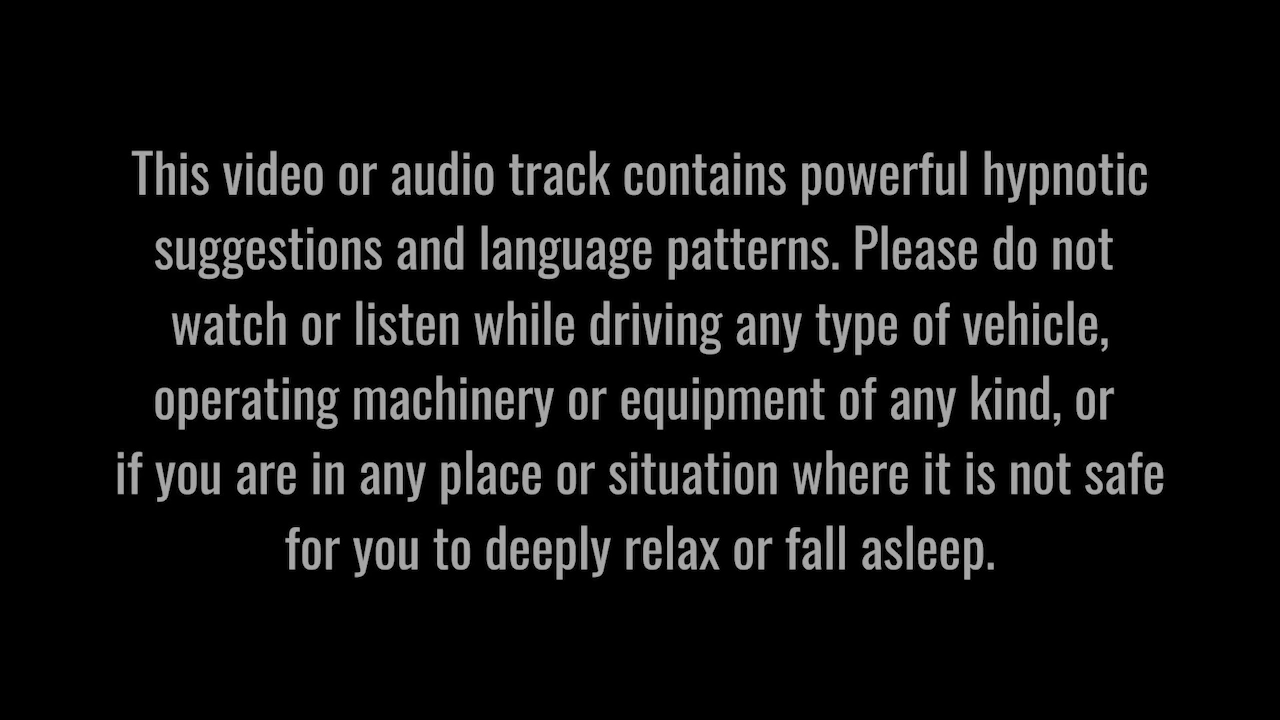 This video or audio track contains powerful hypnotic
suggestions and language patterns. Please do not
watch or listen while driving any type of vehicle,
operating machinery or equipment of any kind, or
if you are in any place or situation where it is not safe
for you to deeply relax or fall asleep.